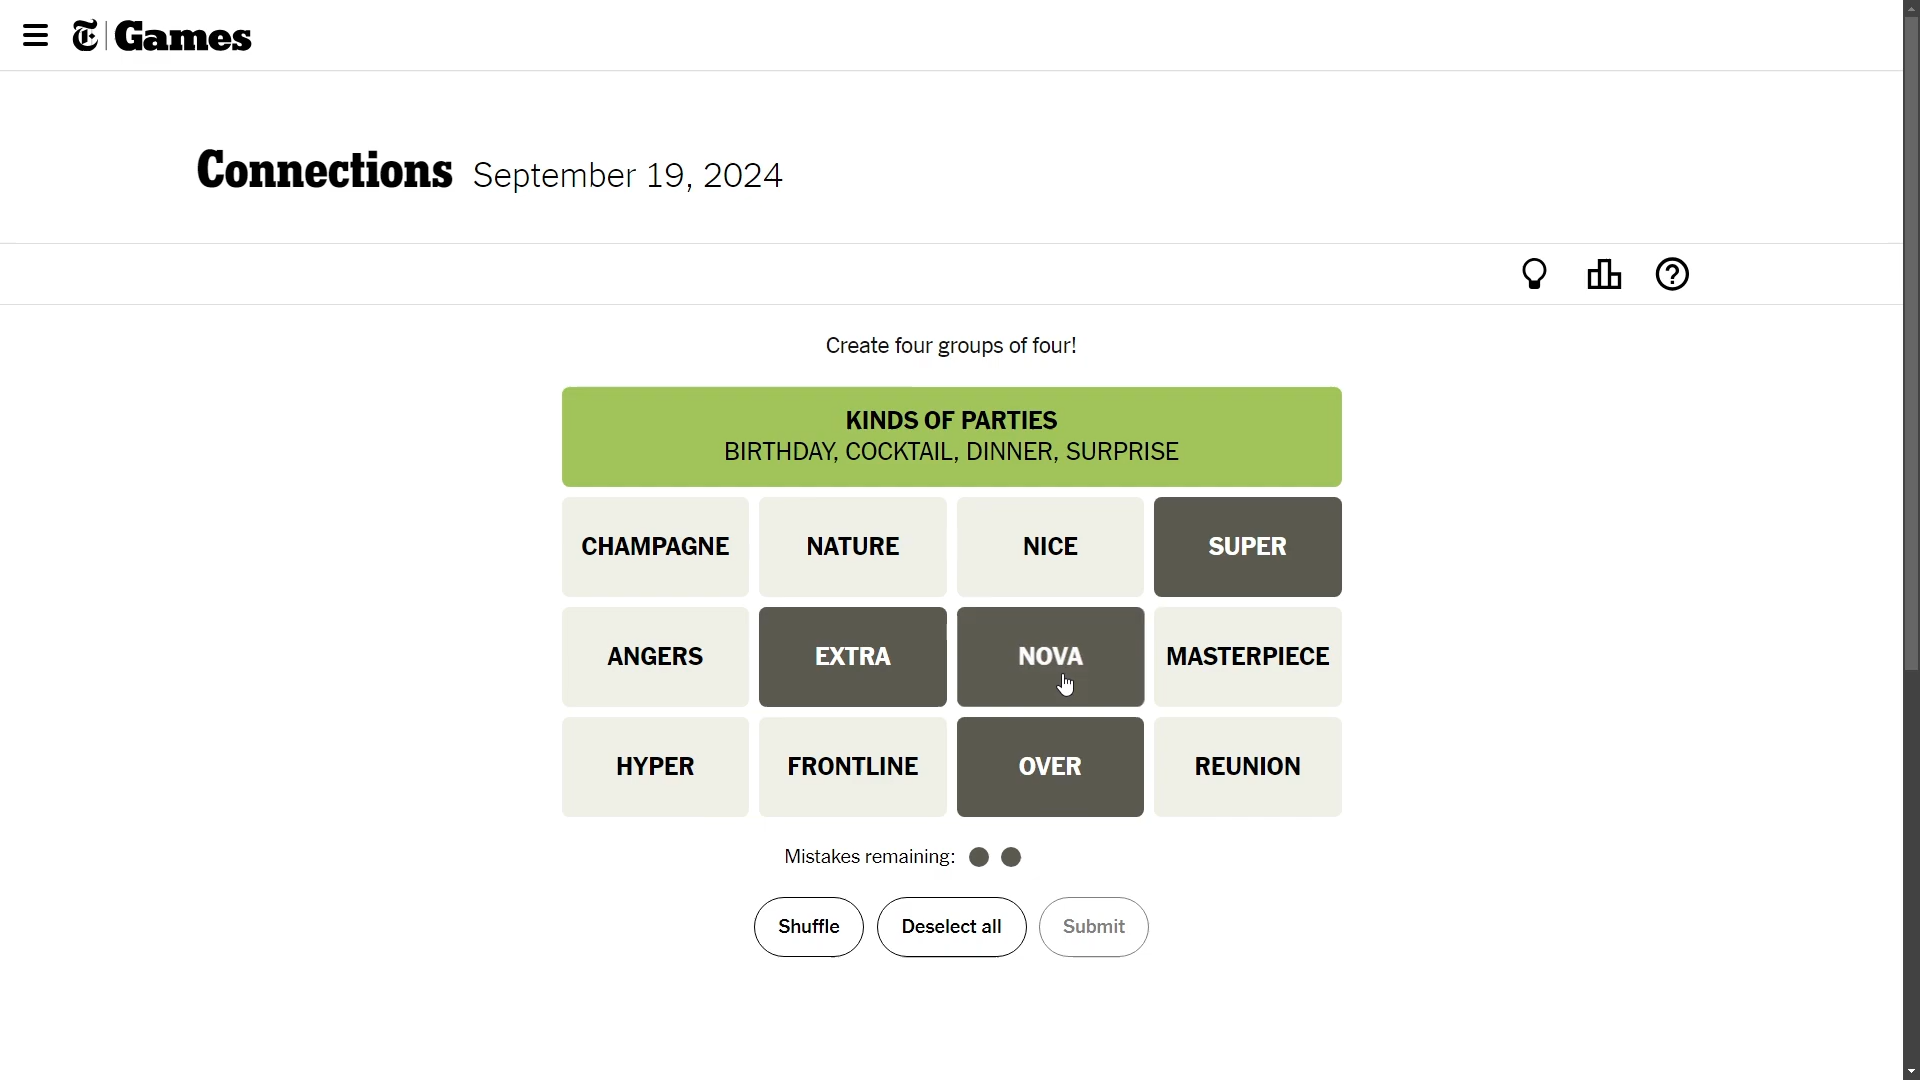 T Games
Connections September 19, 2024
Create four groups of four!
KINDS OF PARTIES
BIRTHDAY, COCKTAIL, DINNER, SURPRISE
CHAMPAGNE NATURE NICE SUPER
ANGERS EXTRA NOVA MASTERPIECE
HYPER FRONTLINE OVER REUNION
Mistakes remaining:
Shuffle Deselect all Submit